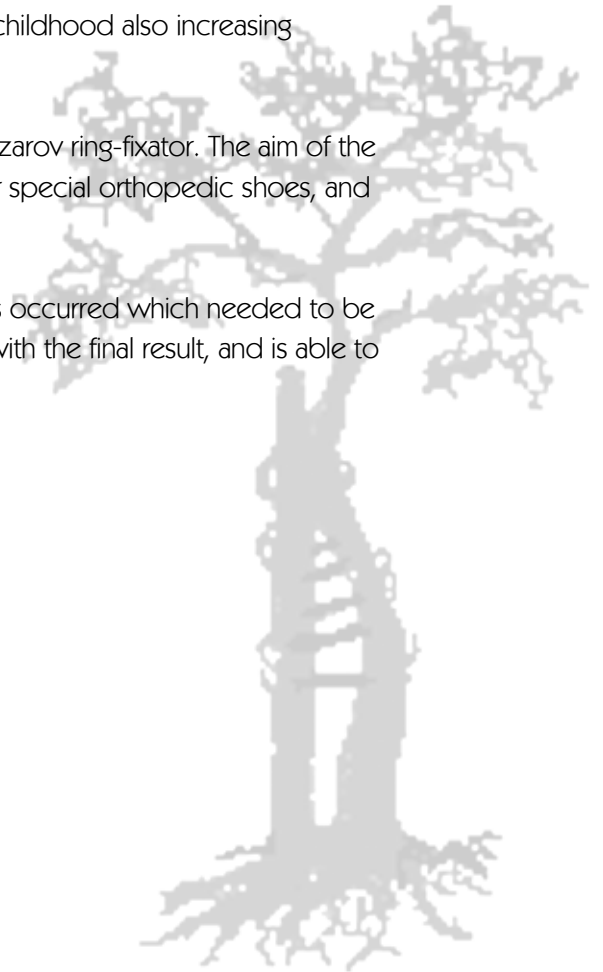 childhood also increasing
zarov ring-fixator. The aim of the
special orthopedic shoes, and
occurred which needed to be
with the final result, and is able to